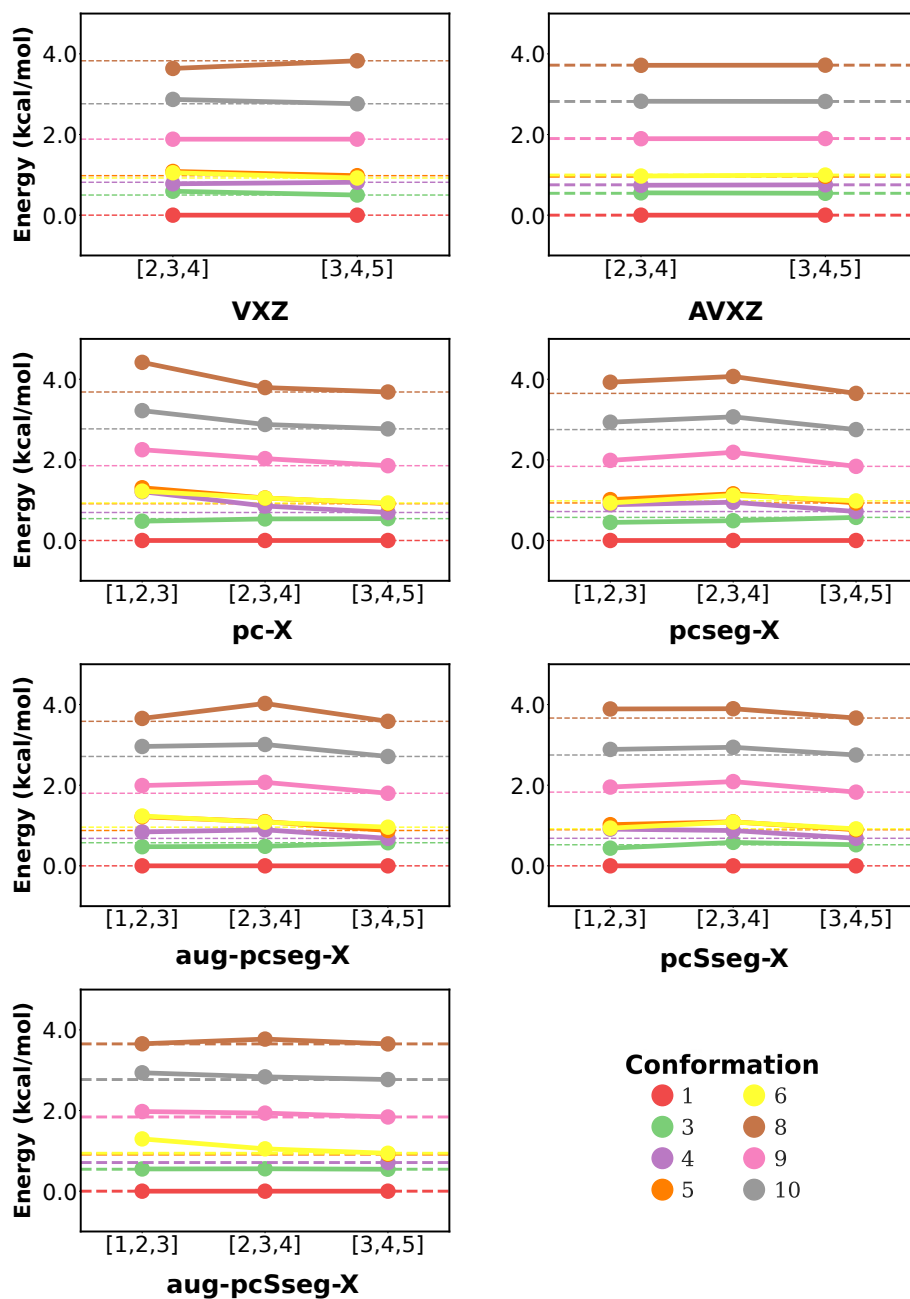 Energy (kcal/mol)
4.0
2.0
0.0
[2,3,4] [3,4,5]
VXZ
4.0
2.0
0.0
[2,3,4] [3,4,5]
AVXZ
Energy (kcal/mol)
4.0
2.0
0.0
[1,2,3] [2,3,4] [3,4,5]
pc-X
4.0
2.0
0.0
[1,2,3] [2,3,4] [3,4,5]
pcseg-X
Energy (kcal/mol)
4.0
2.0
0.0
[1,2,3] [2,3,4] [3,4,5]
aug-pcseg-X
4.0
2.0
0.0
[1,2,3] [2,3,4] [3,4,5]
pcSseg-X
Energy (kcal/mol)
4.0
2.0
0.0
[1,2,3] [2,3,4] [3,4,5]
aug-pcSseg-X
Conformation
1 6
3 8
4 9
5 10